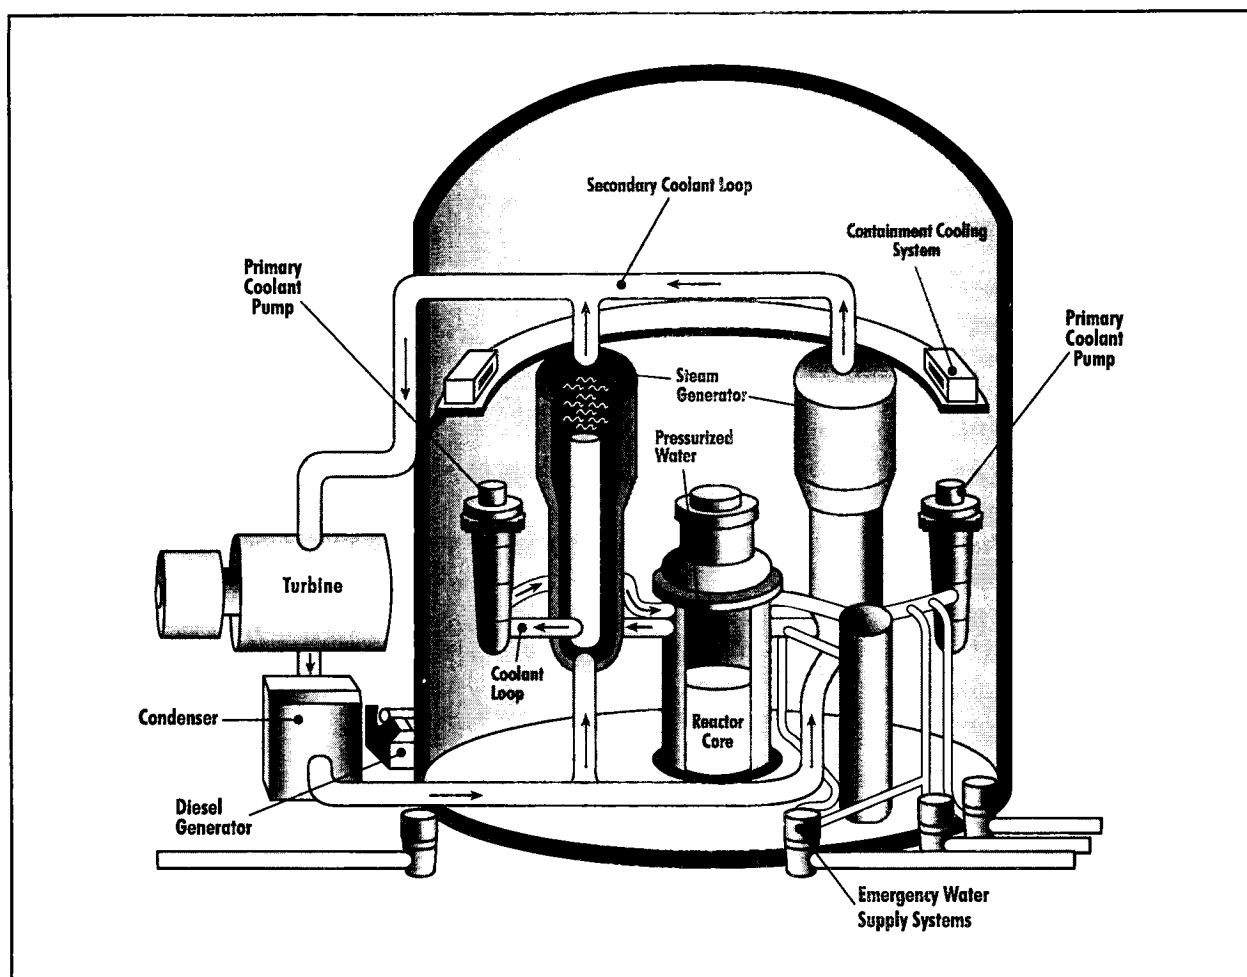 Secondary Coolant Loop
Containment Cooling
System
Primary
Coolant
Pump
Primary
Coolant
Pump
Steam
Generator
Pressurized
Water
Turbine
Coolant
Loop
Condenser
Reactor
Core
Diesel
Generator
Emergency Water
Supply Systems